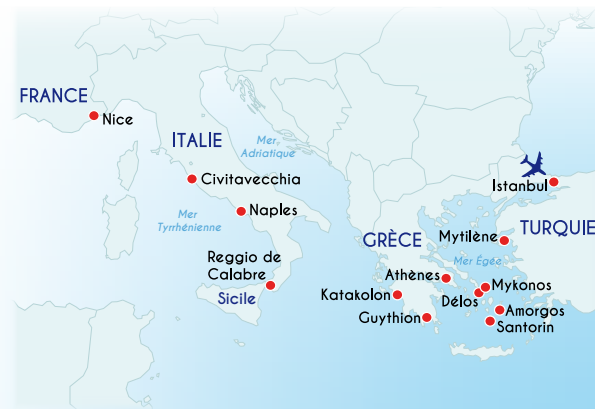 FRANCE
Nice
ITALIE
Mer
Adriatique
Civitavecchia
Mer
Tyrrhénienne
Naples
Reggio de
Calabre
Sicile
Istanbul
TURQUIE
GRÈCE
Mytilène
Mer Égée
Athènes
Katakolon
Mykonos
Délos
Guythion
Amorgos
Santorin